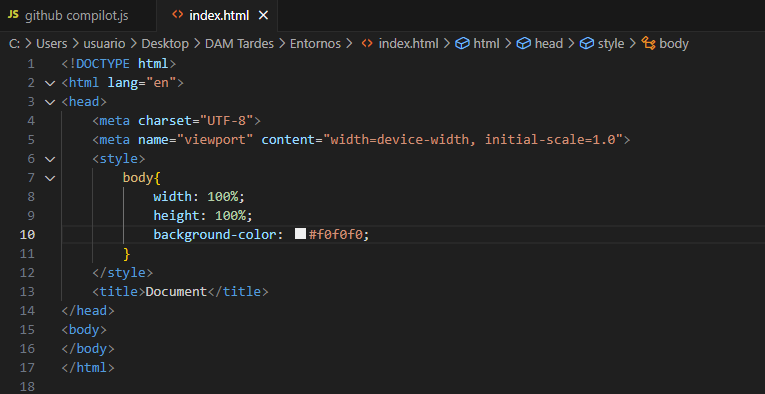 JS github compilot.js <> index.html ×
C: > Users > usuario > Desktop > DAM Tardes > Entornos > <> index.html > html > head > style > body
1 <!DOCTYPE html>
2 <html lang="en">
3 <head>
4 <meta charset="UTF-8">
5 <meta name="viewport" content="width=device-width, initial-scale=1.0">
6 <style>
7 body{
8 width: 100%;
9 height: 100%;
10 background-color: #f0f0f0;
11 }
12 </style>
13 <title>Document</title>
14 </head>
15 <body>
16 </body>
17 </html>
18